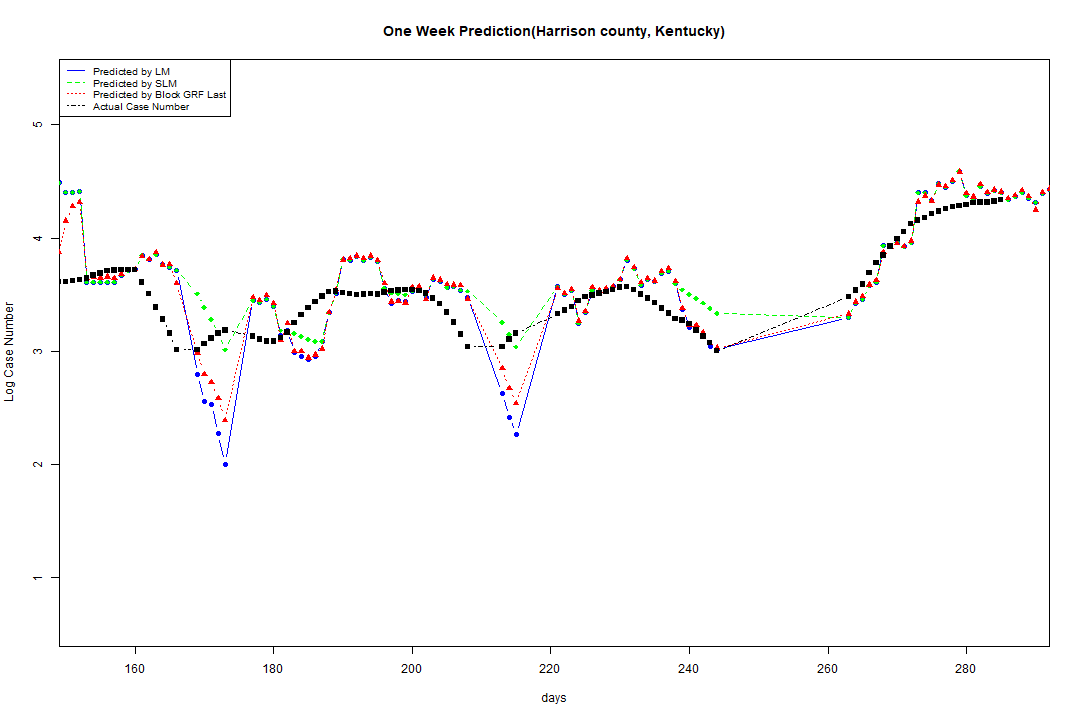 One Week Prediction(Harrison county, Kentucky)
Predicted by LM
Predicted by SLM
Predicted by Block GRF Last
Actual Case Number
5
4
3
2
1
Log Case Number
160 180 200 220 240 260 280
days